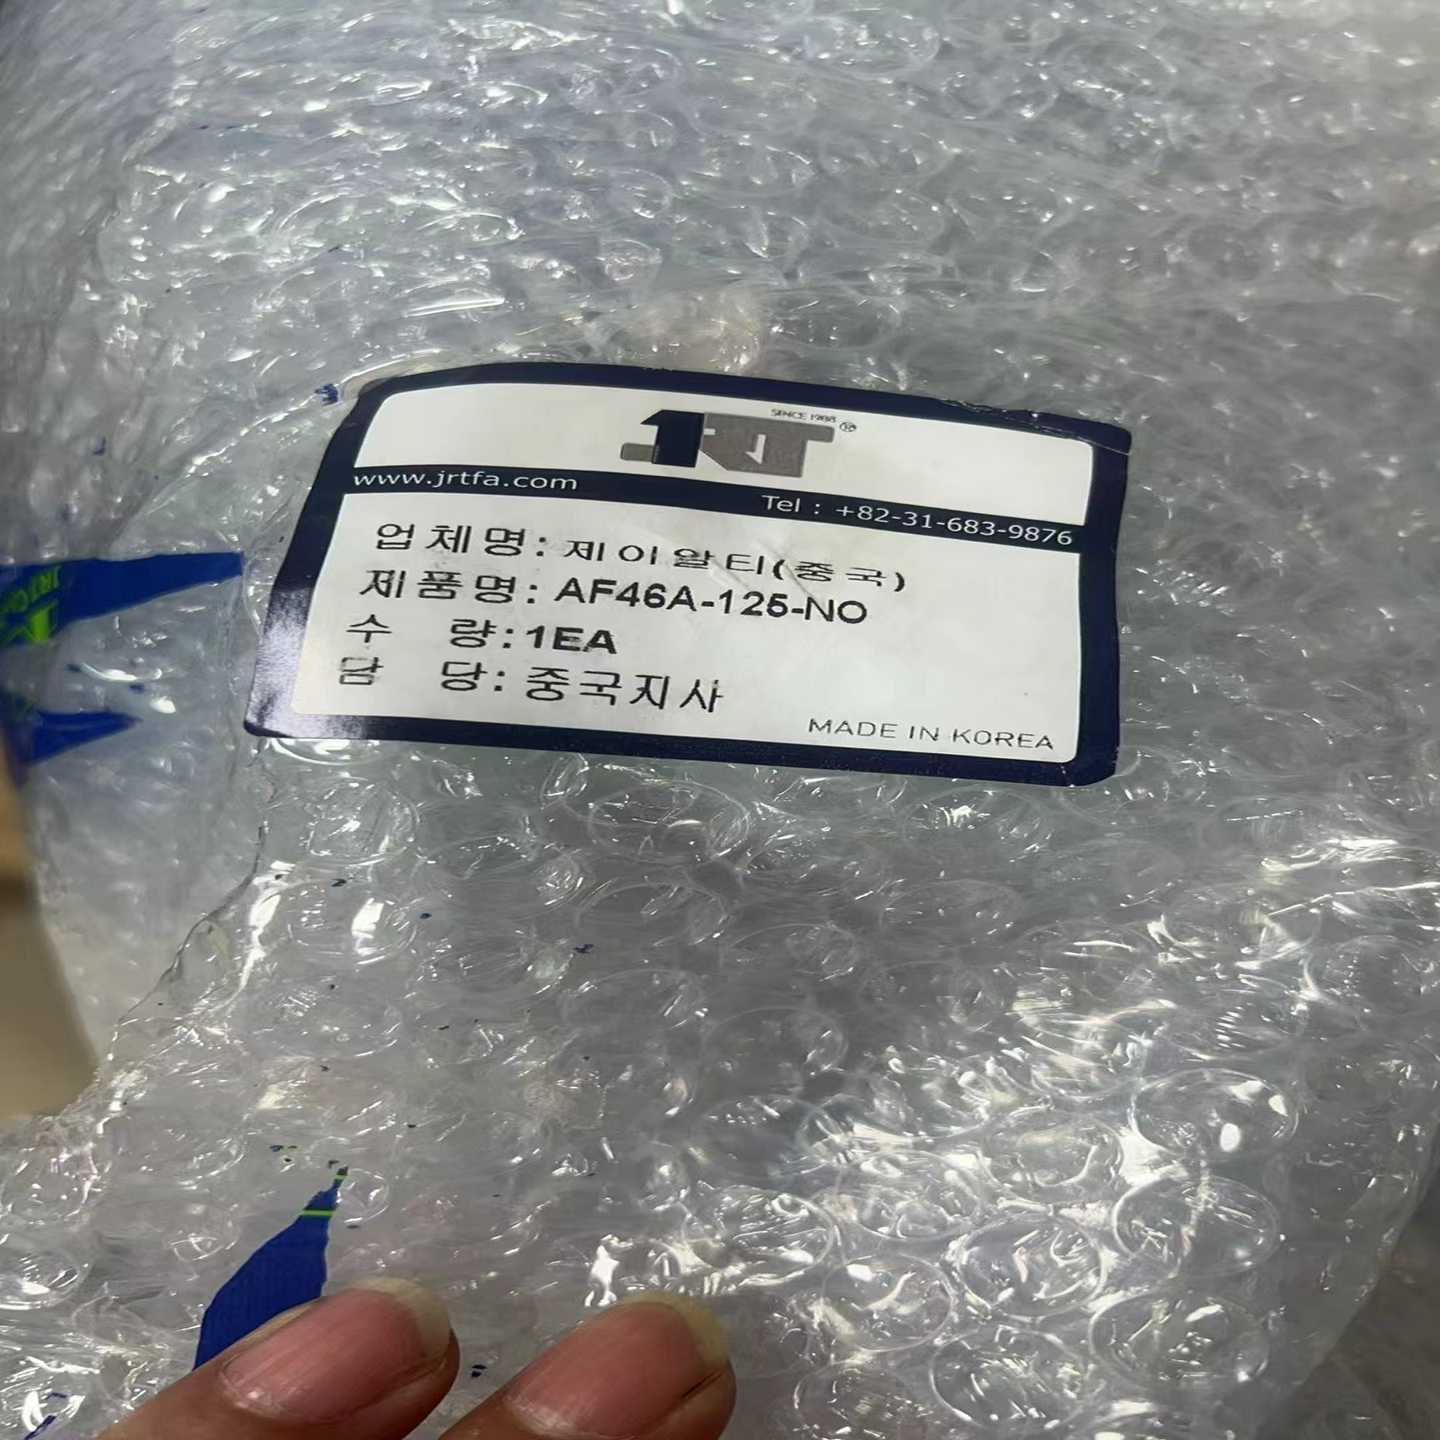 SINCE 1988
JRT®
www.jrtfa.com
Tel : +82-31-683-9876
업체명: 제이알티(중국)
제품명: AF46A-125-NO
수 량:1EA
담 당: 중국지사
MADE IN KOREA